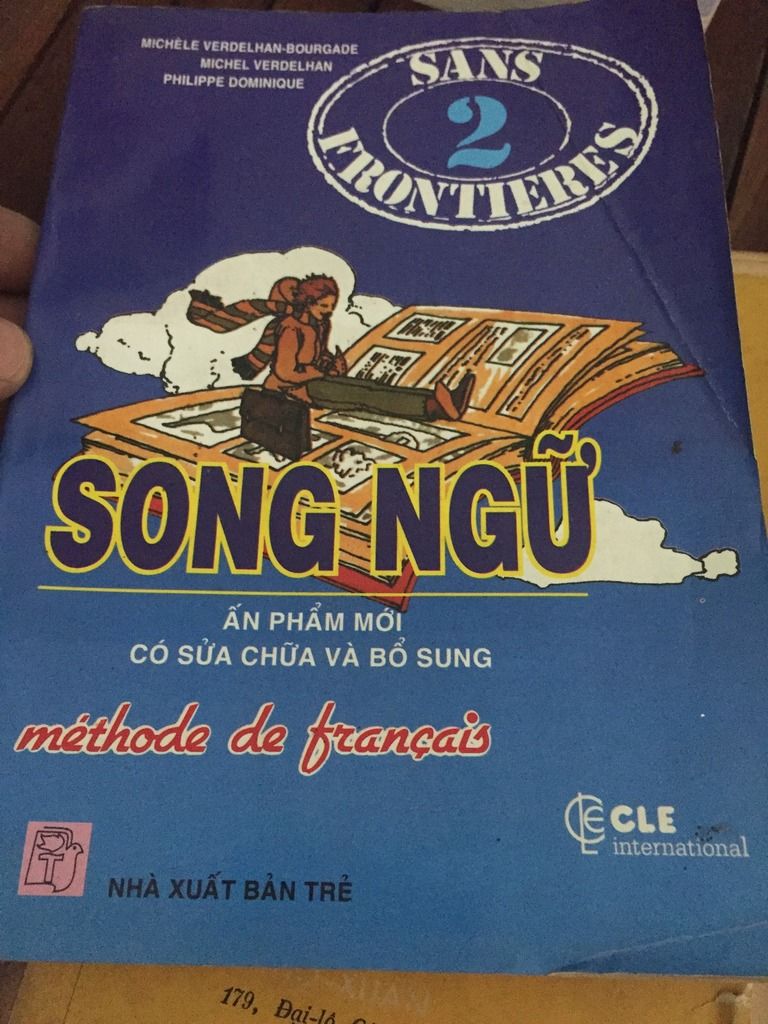 MICHÈLE VERDELHAN-BOURGADE
MICHEL VERDELHAN
PHILIPPE DOMINIQUE
SANS
2
FRONTIERES
SONG NGỮ
ẤN PHẨM MỚI
CÓ SỬA CHỮA VÀ BỔ SUNG
méthode de français
CLE
international
T
NHÀ XUẤT BẢN TRẺ
179, Đại-lộ